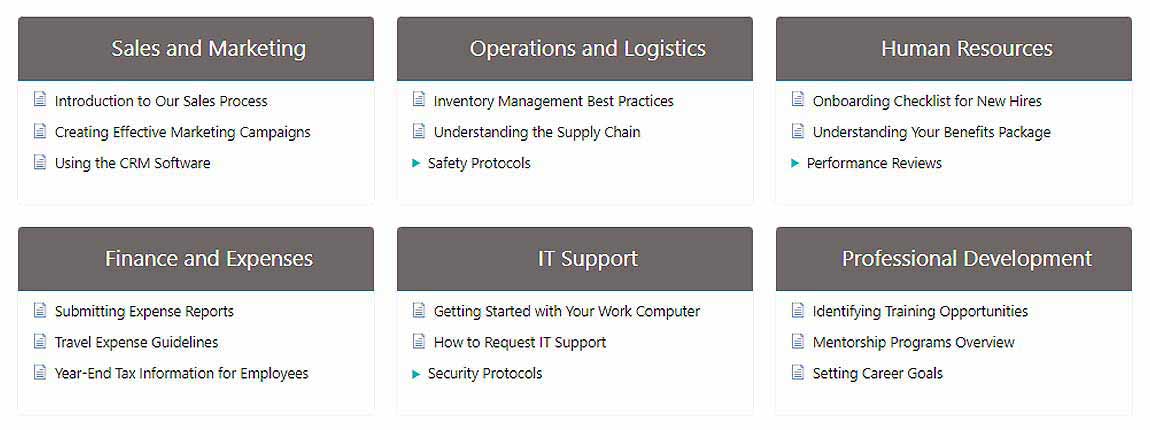 Sales and Marketing
Introduction to Our Sales Process
Creating Effective Marketing Campaigns
Using the CRM Software
Operations and Logistics
Inventory Management Best Practices
Understanding the Supply Chain
Safety Protocols
Human Resources
Onboarding Checklist for New Hires
Understanding Your Benefits Package
Performance Reviews
Finance and Expenses
Submitting Expense Reports
Travel Expense Guidelines
Year-End Tax Information for Employees
IT Support
Getting Started with Your Work Computer
How to Request IT Support
Security Protocols
Professional Development
Identifying Training Opportunities
Mentorship Programs Overview
Setting Career Goals